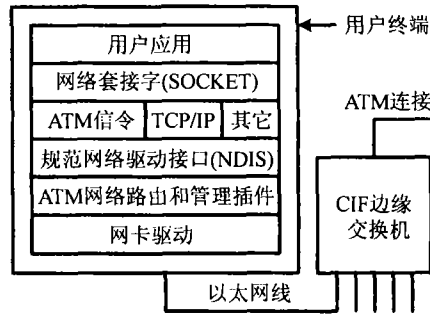 用户应用
网络套接字(SOCKET)
ATM信令 TCP/IP 其它
规范网络驱动接口(NDIS)
ATM网络路由和管理插件
网卡驱动
用户终端
ATM连接
CIF边缘
交换机
以太网线